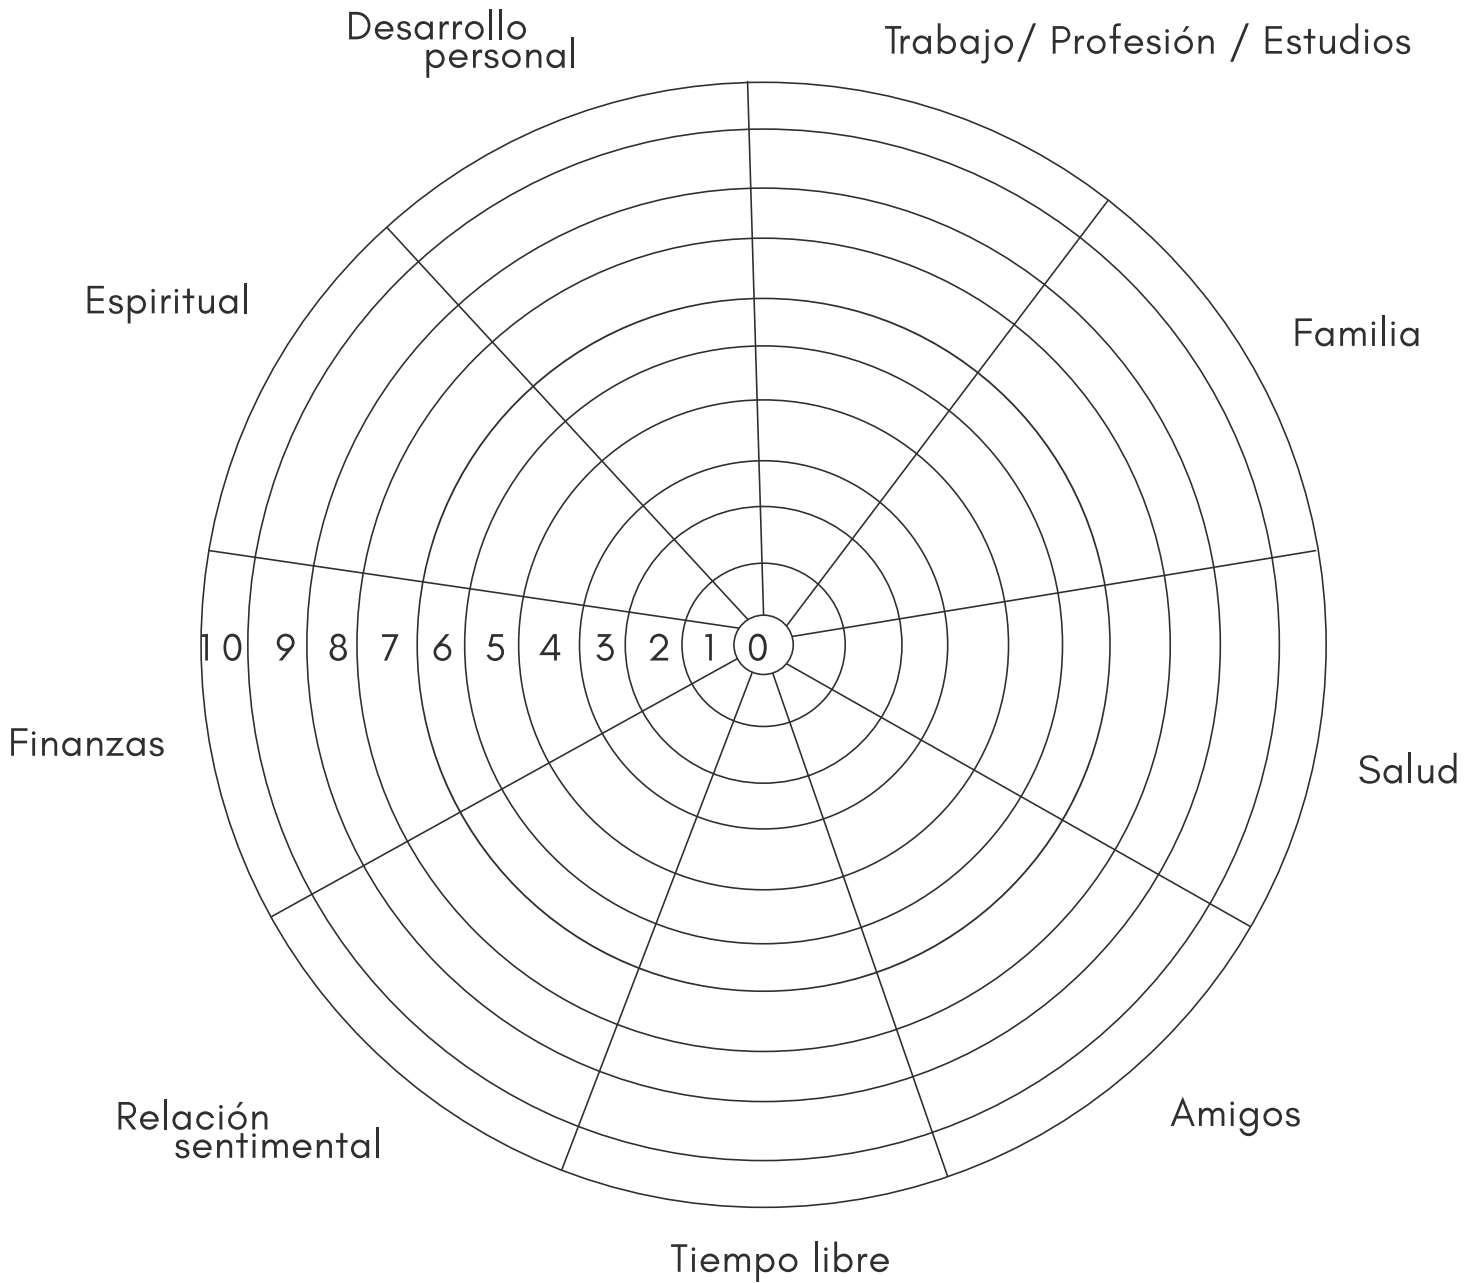 Desarrollo
personal
Trabajo/ Profesión / Estudios
Espiritual
Familia
10 9 8 7 6 5 4 3 2 1 0
Finanzas
Salud
Relación
sentimental
Amigos
Tiempo libre